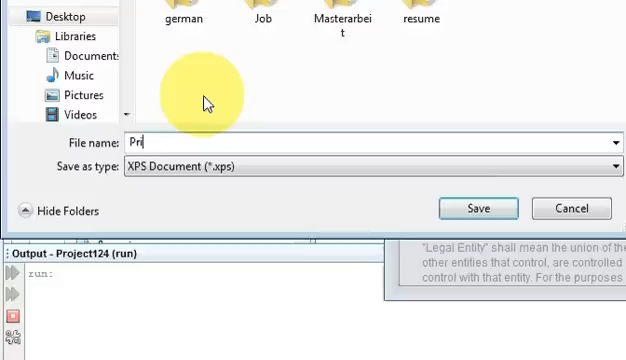 german
Job
Masterarbei
t
resume
Desktop
Libraries
Documents
Music
Pictures
Videos
File name: Pri
Save as type: XPS Document (*.xps)
Hide Folders
Save
Cancel
Output - Project124 (run)
run:
"Legal Entity" shall mean the union of the
other entities that control, are controlled
control with that entity. For the purposes